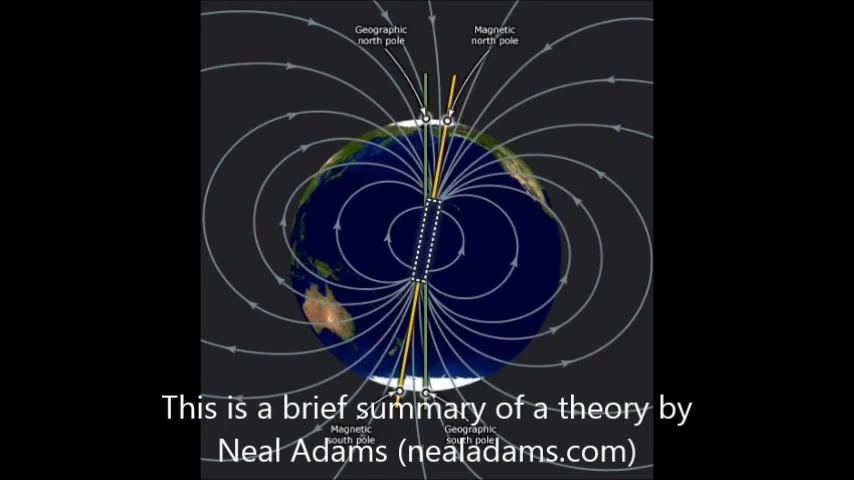 Geographic
north pole
Magnetic
north pole
This is a brief summary of a theory by
Magnetic
south pole
Geographic
south pole
Neal Adams (nealadams.com)